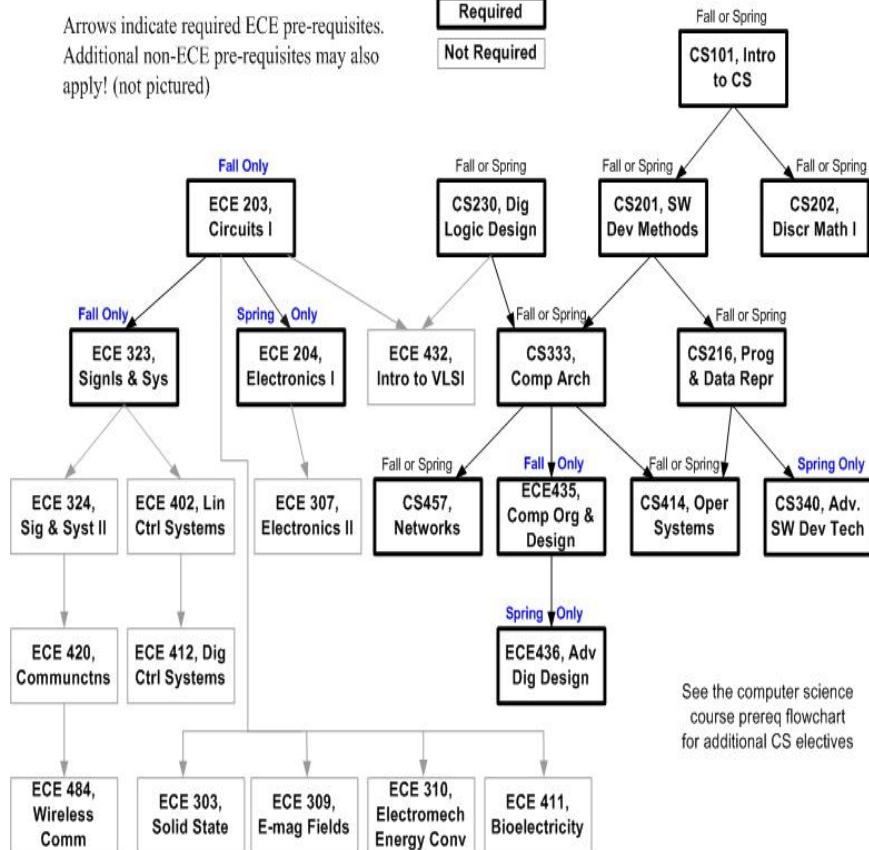 Arrows indicate required ECE pre-requisites.
Additional non-ECE pre-requisites may also
apply! (not pictured)
Required
Not Required
Fall or Spring
CS101, Intro
to CS
Fall Only
ECE 203,
Circuits I
Fall or Spring
CS230, Dig
Logic Design
Fall or Spring
CS201, SW
Dev Methods
Fall or Spring
CS202,
Discr Math I
Fall Only
ECE 323,
Signls & Sys
Spring Only
ECE 204,
Electronics I
ECE 432,
Intro to VLSI
Fall or Spring
CS333,
Comp Arch
Fall or Spring
CS216, Prog
& Data Repr
ECE 324,
Sig & Syst II
ECE 402, Lin
Ctrl Systems
ECE 307,
Electronics II
Fall or Spring
CS457,
Networks
Fall Only
ECE435,
Comp Org &
Design
Fall or Spring
CS414, Oper
Systems
Spring Only
CS340, Adv.
SW Dev Tech
ECE 420,
Communctns
ECE 412, Dig
Ctrl Systems
Spring Only
ECE436, Adv
Dig Design
See the computer science
course prereq flowchart
for additional CS electives
ECE 484,
Wireless
Comm
ECE 303,
Solid State
ECE 309,
E-mag Fields
ECE 310,
Electromech
Energy Conv
ECE 411,
Bioelectricity